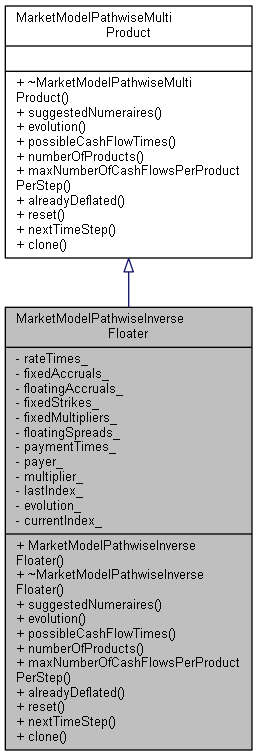 MarketModelPathwiseMulti
Product
+ ~MarketModelPathwiseMulti
Product()
+ suggestedNumeraires()
+ evolution()
+ possibleCashFlowTimes()
+ numberOfProducts()
+ maxNumberOfCashFlowsPerProduct
PerStep()
+ alreadyDeflated()
+ reset()
+ nextTimeStep()
+ clone()
MarketModelPathwiseInverse
Floater
- rateTimes_
- fixedAccruals_
- floatingAccruals_
- fixedStrikes_
- fixedMultipliers_
- floatingSpreads_
- paymentTimes_
- payer_
- multiplier_
- lastIndex_
- evolution_
- currentIndex_
+ MarketModelPathwiseInverse
Floater()
+ ~MarketModelPathwiseInverse
Floater()
+ suggestedNumeraires()
+ evolution()
+ possibleCashFlowTimes()
+ numberOfProducts()
+ maxNumberOfCashFlowsPerProduct
PerStep()
+ alreadyDeflated()
+ reset()
+ nextTimeStep()
+ clone()